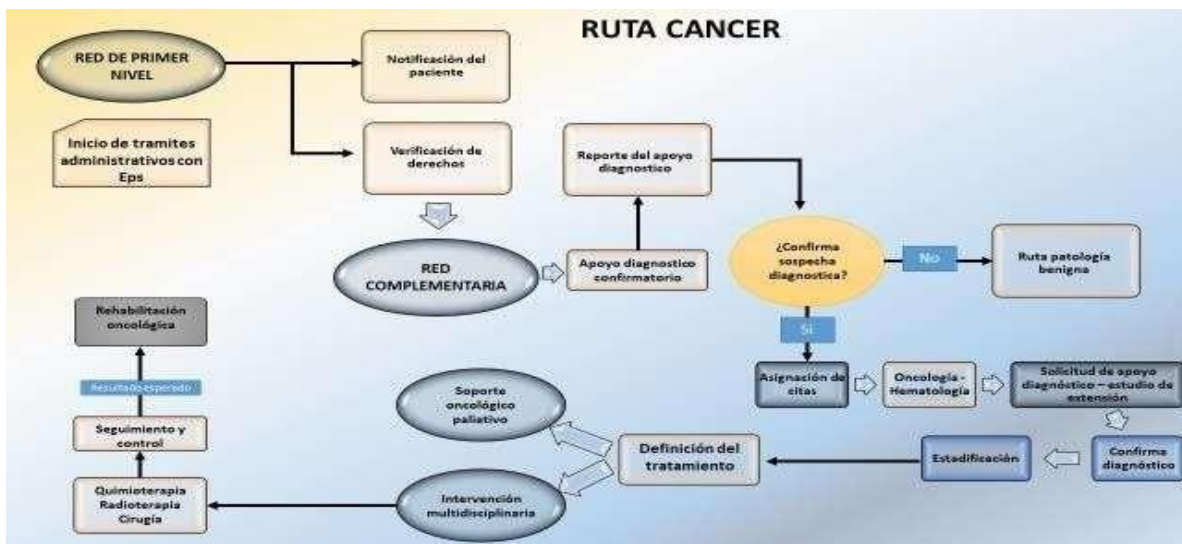 RUTA CANCER
RED DE PRIMER
NIVEL
Notificación del
paciente
Inicio de tramites
administrativos con
Eps
Verificación de
derechos
Reporte del apoyo
diagnostico
¿Confirma
sospecha
diagnostica?
No
Ruta patología
benigna
RED
COMPLEMENTARIA
Apoyo diagnostico
confirmatorio
Si
Rehabilitación
oncológica
Resultado esperado
Seguimiento y
control
Quimioterapia
Radioterapia
Cirugía
Soporte
oncológico
paliativo
Intervención
multidisciplinaria
Definición del
tratamiento
Asignación de
citas
Oncología -
Hematología
Solicitud de apoyo
diagnóstico – estudio de
extensión
Estadificación
Confirma
diagnóstico